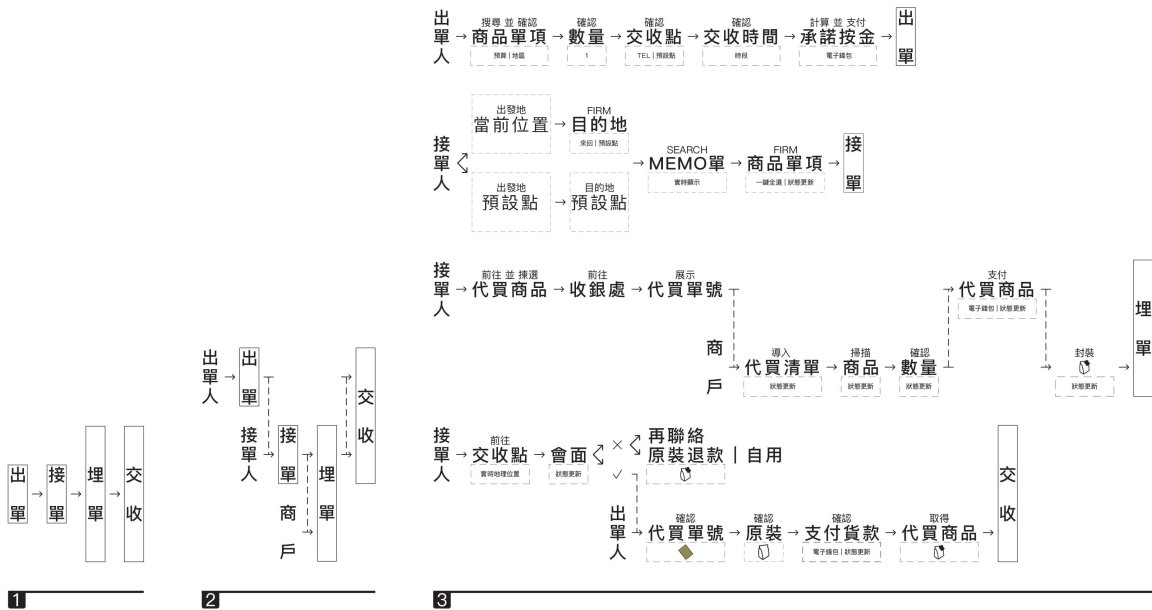 出單 → 接單 → 埋單 → 交收
1
出單人 → 出單
接單人 接單
商戶
埋單
交收
2
出單人
搜尋 並 確認
商品單項
預算 | 地區
確認
數量
1
確認
交收點
TEL | 預設點
確認
交收時間
時段
計算 並 支付
承諾按金
電子錢包
出單
接單人
出發地
當前位置
FIRM
目的地
來回 | 預設點
出發地
預設點
目的地
預設點
SEARCH
MEMO單
實時顯示
FIRM
商品單項
一鍵全選 | 狀態更新
接單
接單人
前往 並 揀選
代買商品
前往
收銀處
展示
代買單號
商戶
導入
代買清單
狀態更新
掃描
商品
狀態更新
確認
數量
狀態更新
支付
代買商品
電子錢包 | 狀態更新
封裝
狀態更新
埋單
接單人
前往
交收點
實時地理位置
會面
狀態更新
×
再聯絡
原裝退款 | 自用
✓
出單人
確認
代買單號
確認
原裝
確認
支付貨款
電子錢包 | 狀態更新
取得
代買商品
交收
3